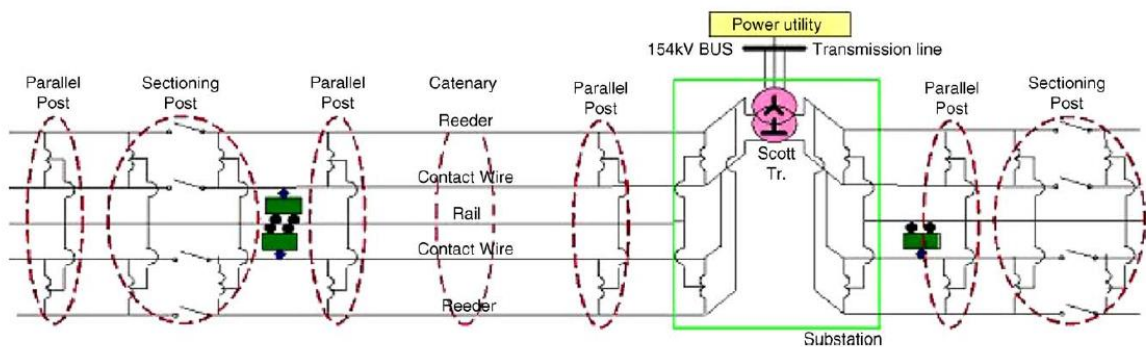 Power utility
154kV BUS
Transmission line
Parallel
Post
Sectioning
Post
Parallel
Post
Catenary
Parallel
Post
Parallel
Post
Sectioning
Post
Reeder
Scott
Tr.
Contact Wire
Rail
Contact Wire
Reeder
Substation